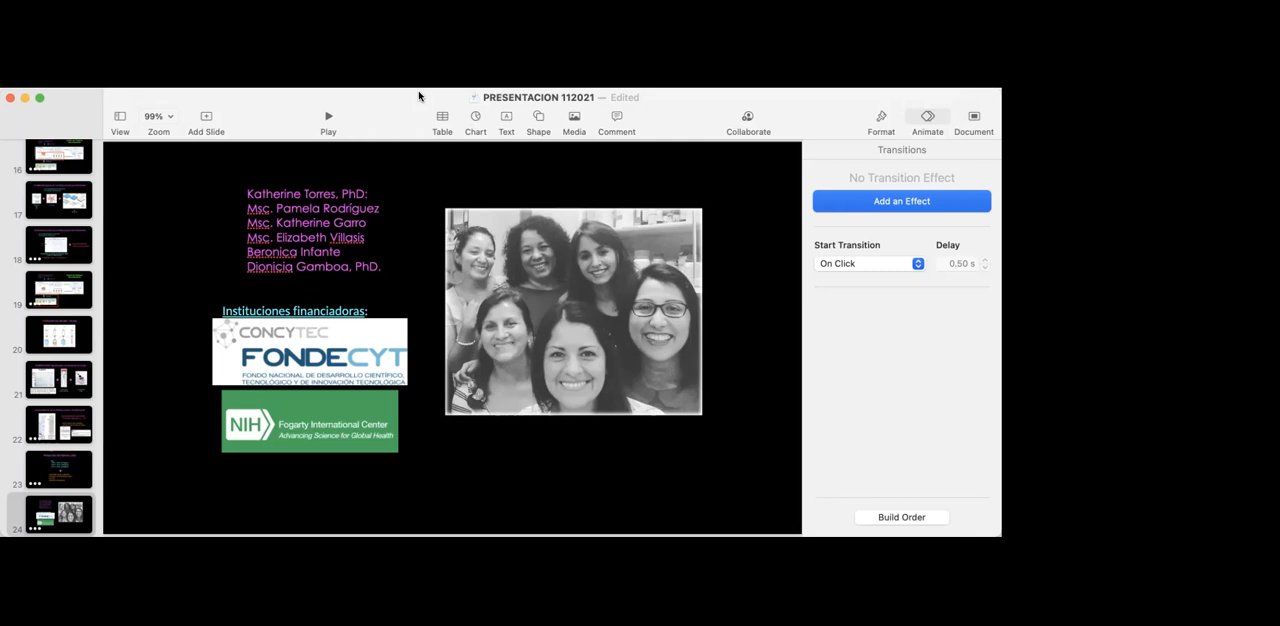 PRESENTACION 112021 — Edited
99%
View
Zoom
Add Slide
Play
Table
Chart
Text
Shape
Media
Comment
Collaborate
Format
Animate
Document
Transitions
No Transition Effect
Add an Effect
Start Transition
Delay
On Click
0.50 s
Build Order
16
17
18
19
20
21
22
23
24
Katherine Torres, PhD:
Msc. Pamela Rodríguez
Msc. Katherine Garro
Msc. Elizabeth Villasis
Beronica Infante
Dionicia Gamboa, PhD.
Instituciones financiadoras:
CONCYTEC
FONDECYT
FONDO NACIONAL DE DESARROLLO CIENTÍFICO,
TECNOLÓGICO Y DE INNOVACIÓN TECNOLÓGICA
NIH
Fogarty International Center
Advancing Science for Global Health